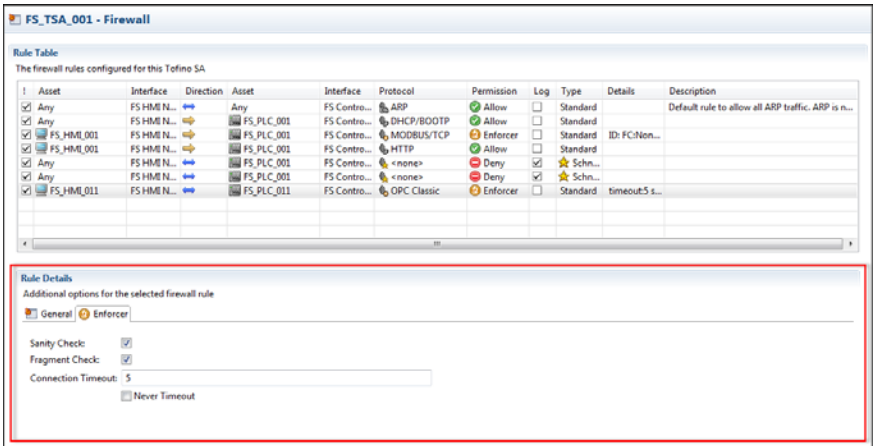 FS_TSA_001 - Firewall
Rule Table
The firewall rules configured for this Tofino SA
! Asset Interface Direction Asset Interface Protocol Permission Log Type Details Description
Any FS HMI N... Any FS Contro... ARP Allow Standard Default rule to allow all ARP traffic. ARP is n...
Any FS HMI N... FS_PLC_001 FS Contro... DHCP/BOOTP Allow Standard
FS_HMI_001 FS HMI N... FS_PLC_001 FS Contro... MODBUS/TCP Enforcer Standard ID: FC:Non...
FS_HMI_001 FS HMI N... FS_PLC_001 FS Contro... HTTP Allow Standard
Any FS HMI N... FS_PLC_001 FS Contro... <none> Deny Schn...
Any FS HMI N... FS_PLC_001 FS Contro... <none> Deny Schn...
FS_HMI_011 FS HMI N... FS_PLC_011 FS Contro... OPC Classic Enforcer Standard timeout:5 s...
Rule Details
Additional options for the selected firewall rule
General Enforcer
Sanity Check:
Fragment Check:
Connection Timeout: 5
Never Timeout